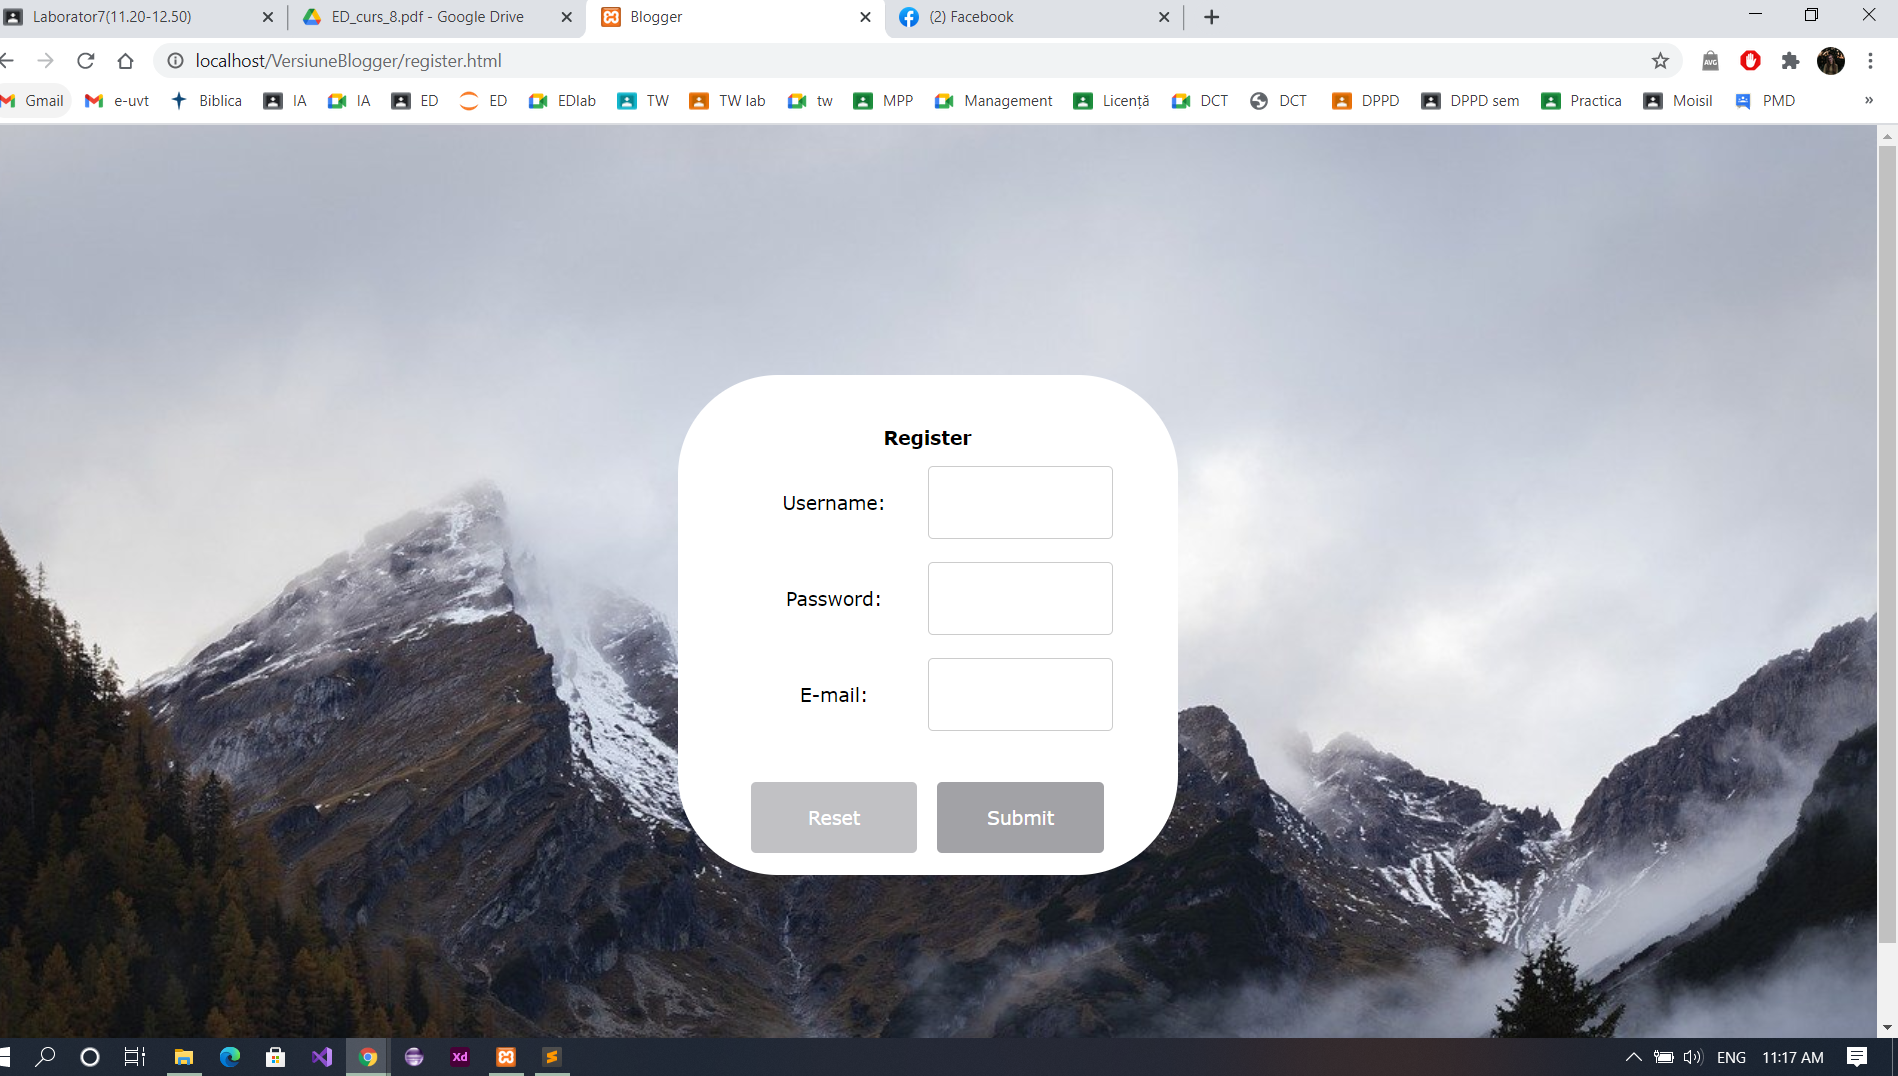 Laborator7(11.20-12.50) ED_curs_8.pdf - Google Drive Blogger (2) Facebook
localhost/VersiuneBlogger/register.html AVG
Gmail e-uvt Biblica IA IA ED ED EDlab TW TW lab tw MPP Management Licență DCT DCT DPPD DPPD sem Practica Moisil PMD »
Register
Username:
Password:
E-mail:
Reset Submit
Xd ENG 11:17 AM